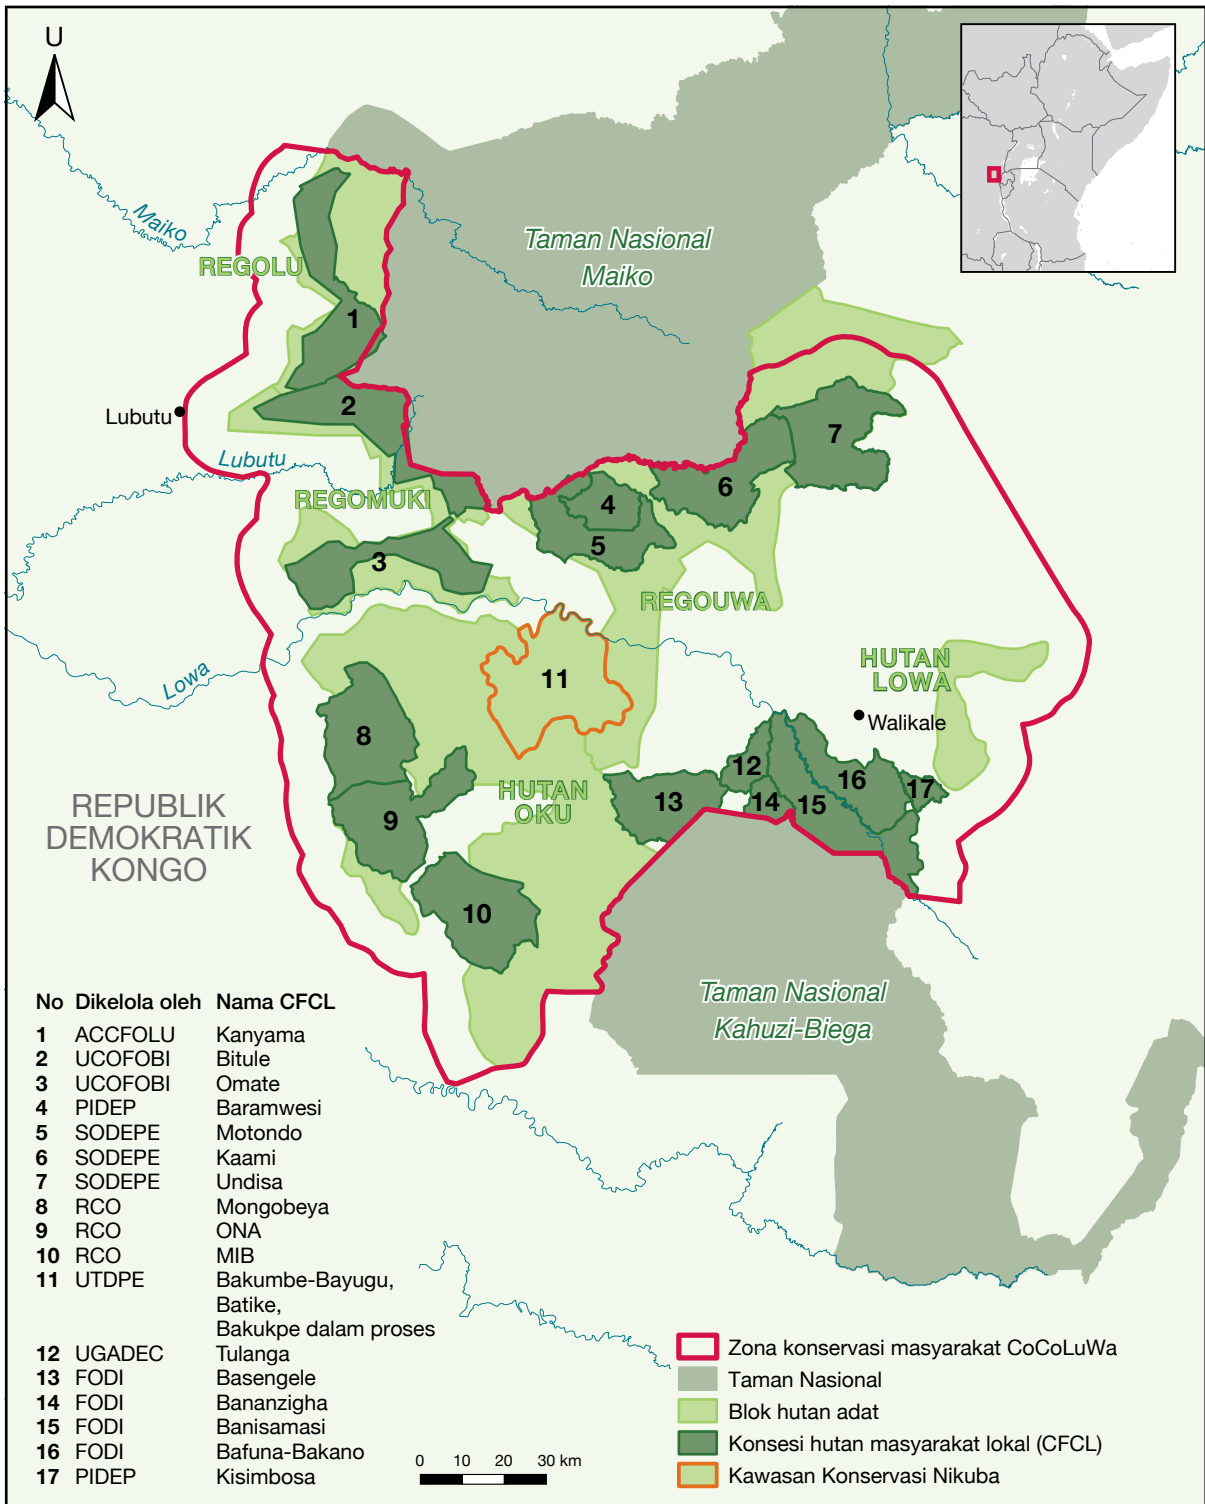 U
Maiko
REGOLU
Taman Nasional
Maiko
1
2
Lubutu
Lubutu
REGOMUKI
3
4
5
6
7
REGOUWA
Lowa
11
HUTAN
LOWA
Walikale
8
9
10
HUTAN
OKU
12
13
14
15
16
17
REPUBLIK
DEMOKRATIK
KONGO
Taman Nasional
Kahuzi-Biega
No Dikelola oleh Nama CFCL
1 ACCFOLU Kanyama
2 UCOFOBI Bitule
3 UCOFOBI Omate
4 PIDEP Baramwesi
5 SODEPE Motondo
6 SODEPE Kaami
7 SODEPE Undisa
8 RCO Mongobeya
9 RCO ONA
10 RCO MIB
11 UTDPE Bakumbe-Bayugu,
Batike,
Bakukpe dalam proses
12 UGADEC Tulanga
13 FODI Basengele
14 FODI Bananzigha
15 FODI Banisamasi
16 FODI Bafuna-Bakano
17 PIDEP Kisimbosa
0 10 20 30 km
Zona konservasi masyarakat CoCoLuWa
Taman Nasional
Blok hutan adat
Konsesi hutan masyarakat lokal (CFCL)
Kawasan Konservasi Nikuba